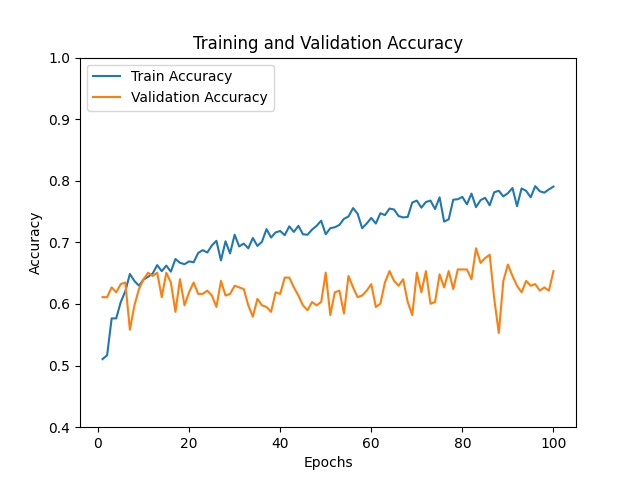 Training and Validation Accuracy
1.0
Train Accuracy
Validation Accuracy
0.9
0.8
0.7
0.6
0.5
0.4
Accuracy
0 20 40 60 80 100
Epochs